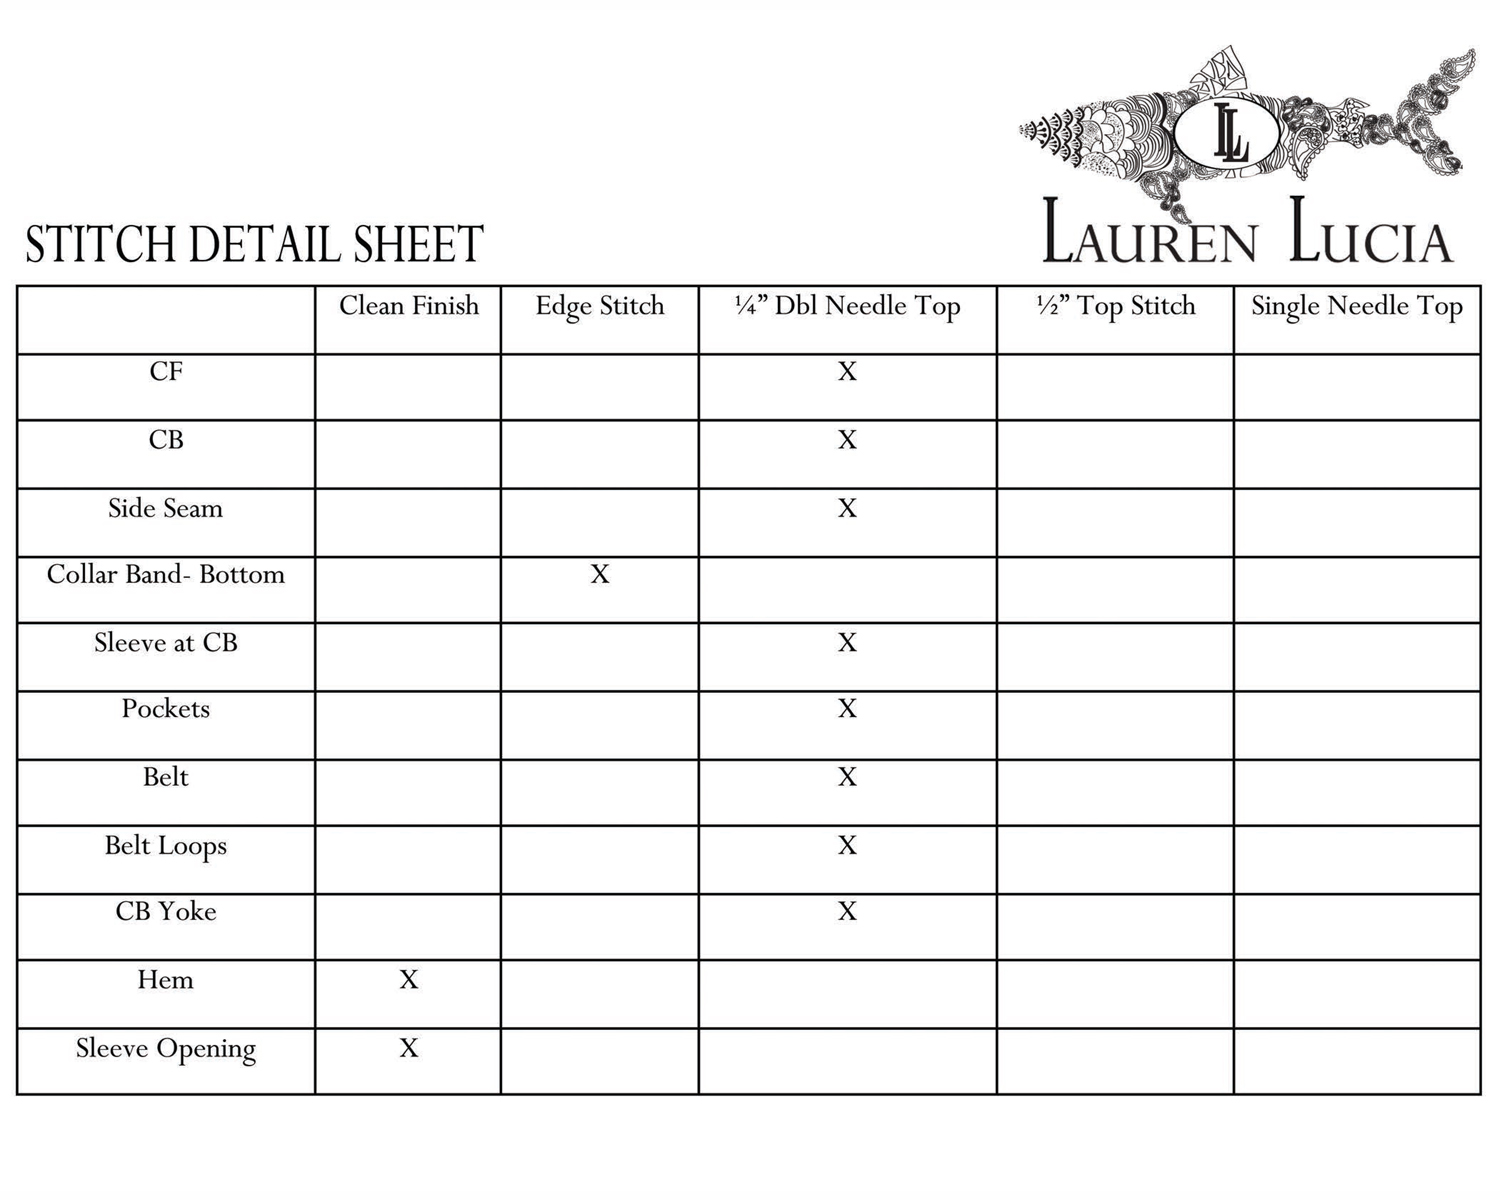 LL
LAUREN LUCIA
STITCH DETAIL SHEET
Clean Finish Edge Stitch ¼” Dbl Needle Top ½” Top Stitch Single Needle Top
CF X
CB X
Side Seam X
Collar Band- Bottom X
Sleeve at CB X
Pockets X
Belt X
Belt Loops X
CB Yoke X
Hem X
Sleeve Opening X